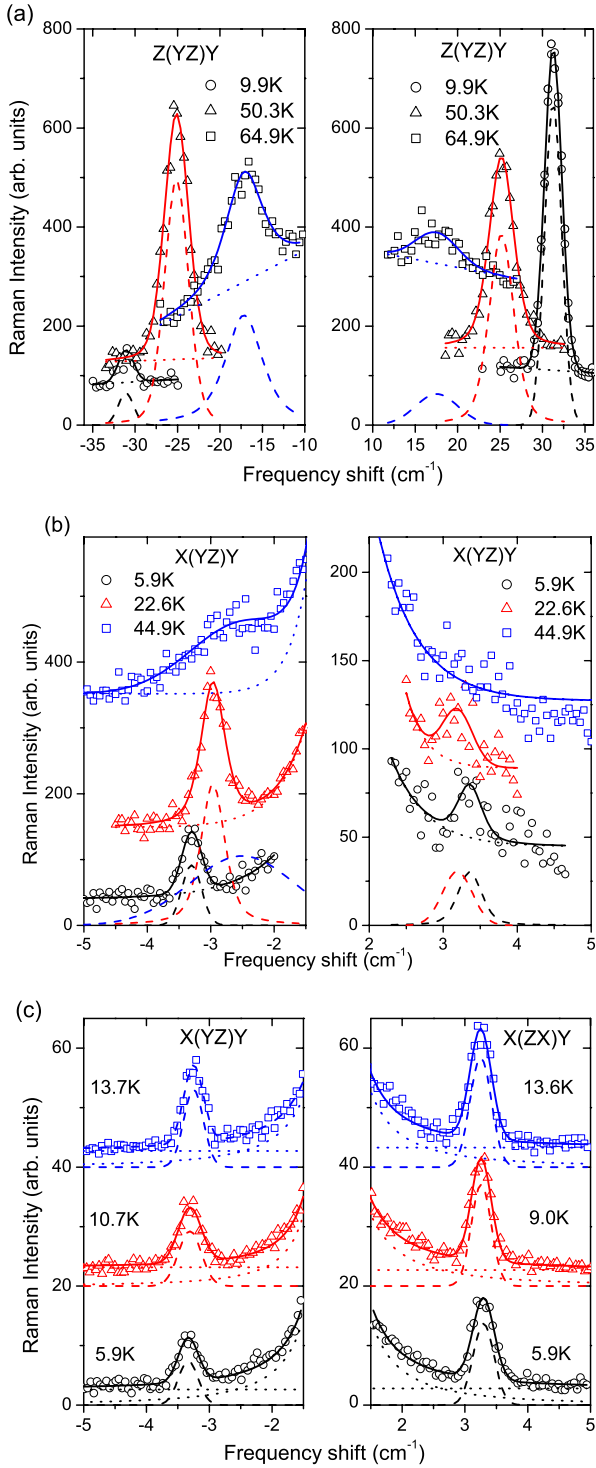 (a)
Z(YZ)Y
9.9K
50.3K
64.9K
Raman Intensity (arb. units)
800
600
400
200
0
-35 -30 -25 -20 -15 -10
Z(YZ)Y
9.9K
50.3K
64.9K
800
600
400
200
0
10 15 20 25 30 35
Frequency shift (cm-1)
(b)
X(YZ)Y
5.9K
22.6K
44.9K
Raman Intensity (arb. units)
400
200
0
-5 -4 -3 -2
X(YZ)Y
5.9K
22.6K
44.9K
200
150
100
50
0
2 3 4 5
Frequency shift (cm-1)
(c)
X(YZ)Y
13.7K
10.7K
5.9K
Raman Intensity (arb. units)
60
40
20
0
-5 -4 -3 -2
X(ZX)Y
13.6K
9.0K
5.9K
60
40
20
0
2 3 4 5
Frequency shift (cm-1)